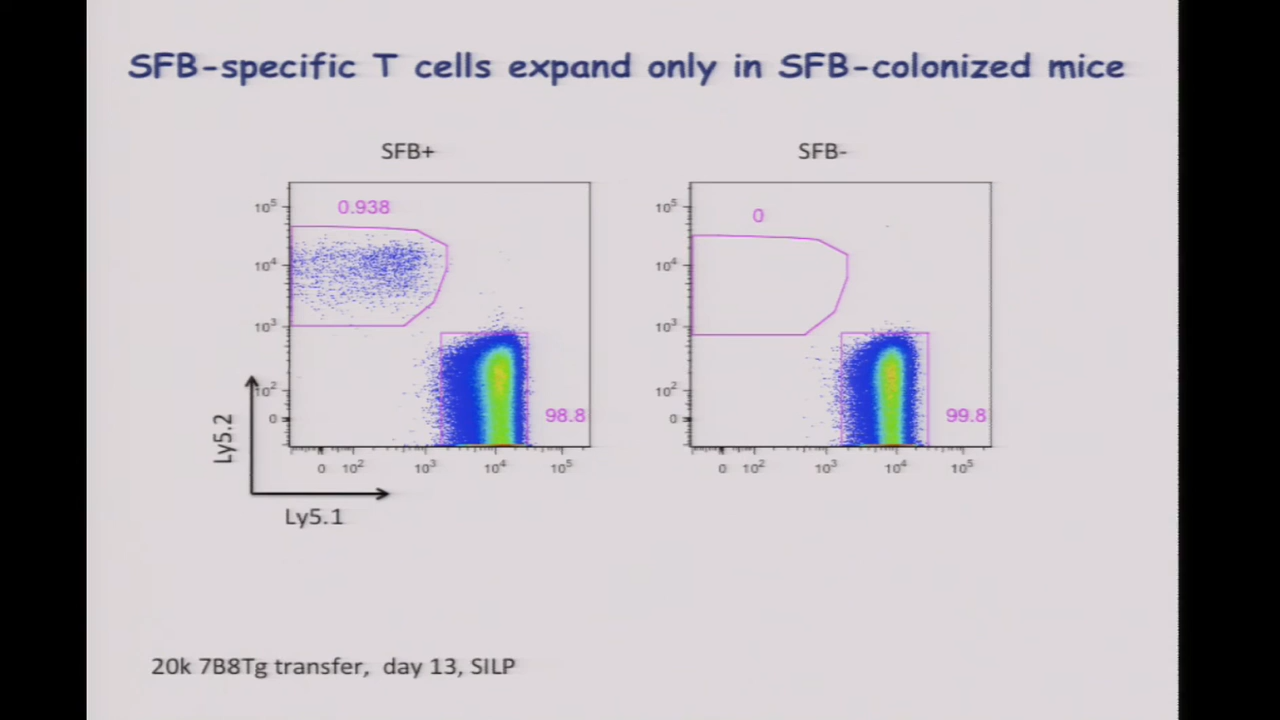 SFB-specific T cells expand only in SFB-colonized mice
SFB+
SFB-
10⁵
0.938
10⁴
10³
10²
0
98.8
0 10² 10³ 10⁴ 10⁵
10⁵
0
10⁴
10³
10²
0
99.8
0 10² 10³ 10⁴ 10⁵
Ly5.2
Ly5.1
20k 7B8Tg transfer, day 13, SILP